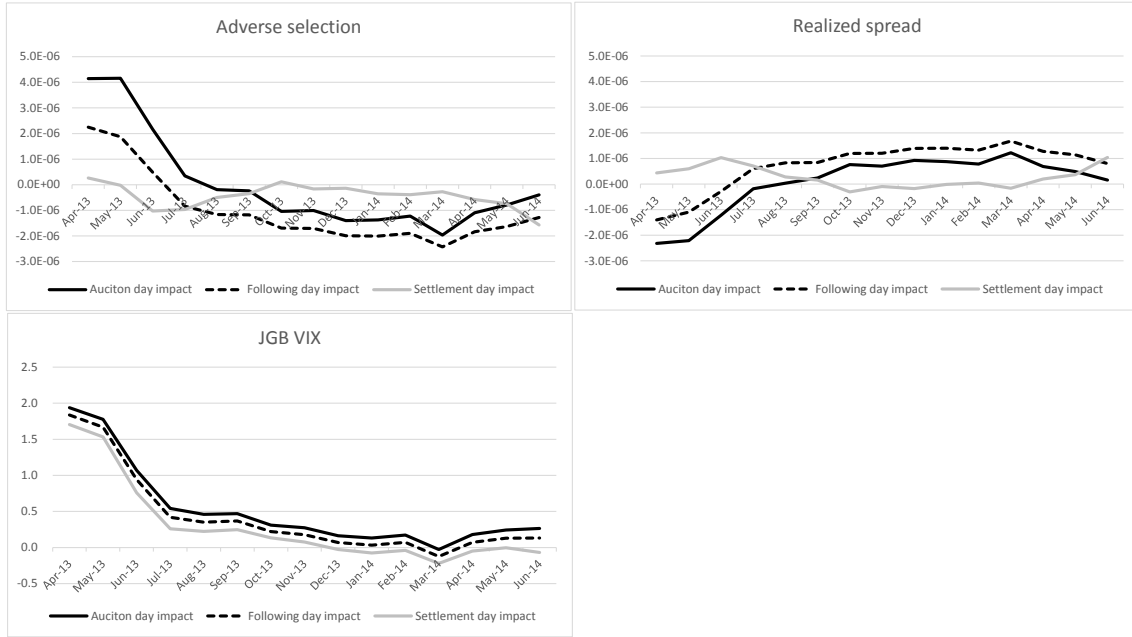 Adverse selection
5.0E-06
4.0E-06
3.0E-06
2.0E-06
1.0E-06
0.0E+00
-1.0E-06
-2.0E-06
-3.0E-06
Apr-13 May-13 Jun-13 Jul-13 Aug-13 Sep-13 Oct-13 Nov-13 Dec-13 Jan-14 Feb-14 Mar-14 Apr-14 May-14 Jun-14
Auciton day impact Following day impact Settlement day impact
Realized spread
5.0E-06
4.0E-06
3.0E-06
2.0E-06
1.0E-06
0.0E+00
-1.0E-06
-2.0E-06
-3.0E-06
Apr-13 May-13 Jun-13 Jul-13 Aug-13 Sep-13 Oct-13 Nov-13 Dec-13 Jan-14 Feb-14 Mar-14 Apr-14 May-14 Jun-14
Auciton day impact Following day impact Settlement day impact
JGB VIX
2.5
2.0
1.5
1.0
0.5
0.0
-0.5
Apr-13 May-13 Jun-13 Jul-13 Aug-13 Sep-13 Oct-13 Nov-13 Dec-13 Jan-14 Feb-14 Mar-14 Apr-14 May-14 Jun-14
Auciton day impact Following day impact Settlement day impact